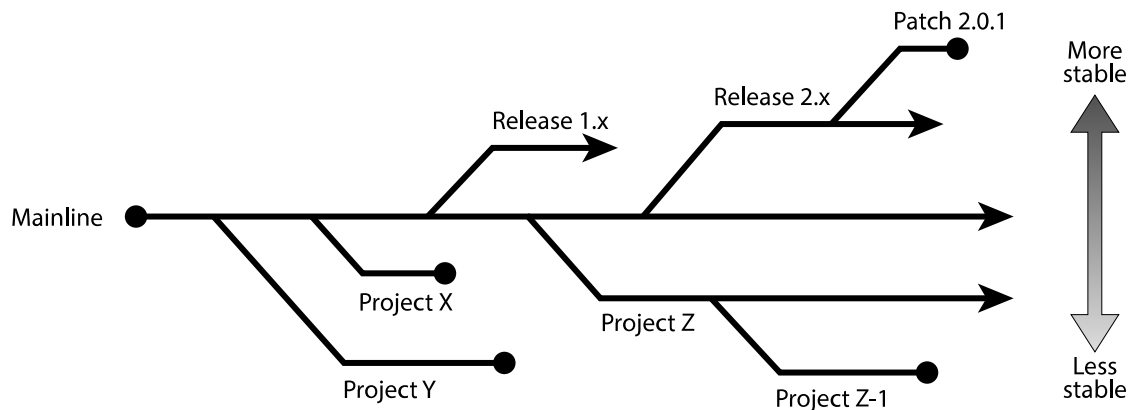 Patch 2.0.1
More
stable
Release 2.x
Release 1.x
Mainline
Project X
Project Z
Project Y
Project Z-1
Less
stable